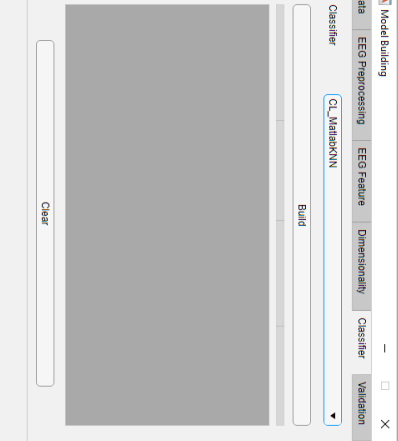 Model Building
ata EEG Preprocessing EEG Feature Dimensionality Classifier Validation
Classifier CL_MatlabKNN
Build
Clear